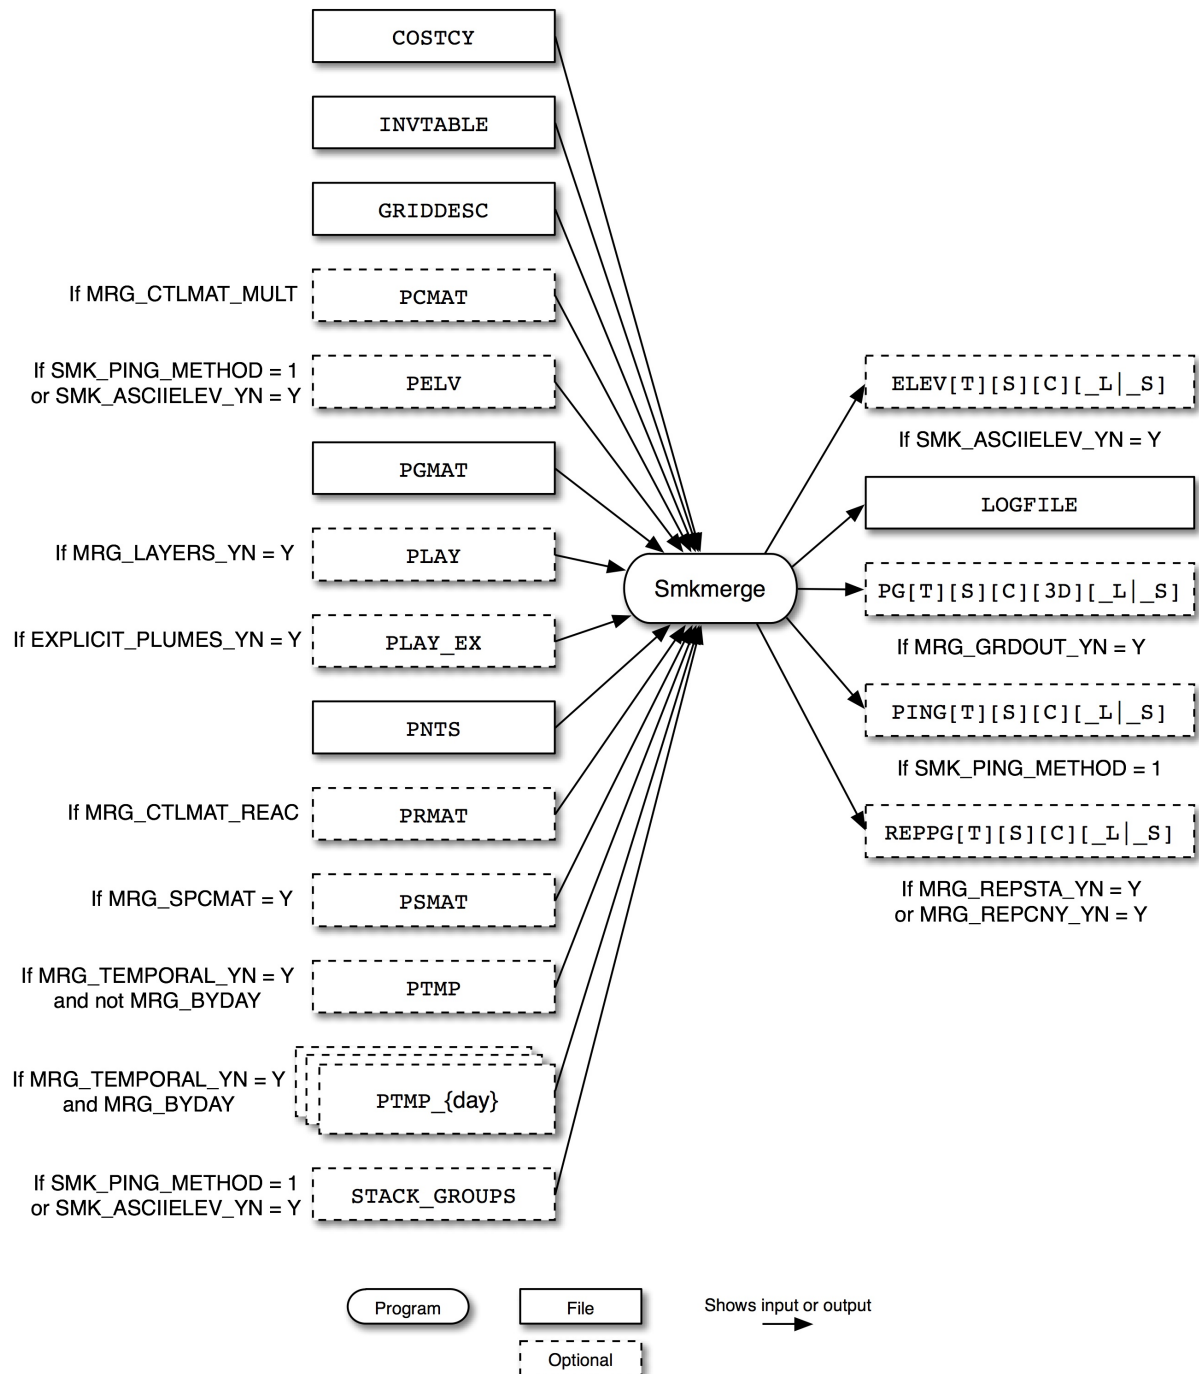 COSTCY
INVTABLE
GRIDDESC
If MRG_CTLMAT_MULT
PCMAT
If SMK_PING_METHOD = 1
or SMK_ASCIIELEV_YN = Y
PELV
PGMAT
If MRG_LAYERS_YN = Y
PLAY
If EXPLICIT_PLUMES_YN = Y
PLAY_EX
PNTS
If MRG_CTLMAT_REAC
PRMAT
If MRG_SPCMAT = Y
PSMAT
If MRG_TEMPORAL_YN = Y
and not MRG_BYDAY
PTMP
If MRG_TEMPORAL_YN = Y
and MRG_BYDAY
PTMP_{day}
If SMK_PING_METHOD = 1
or SMK_ASCIIELEV_YN = Y
STACK_GROUPS
Smkmerge
ELEV[T][S][C][_L|_S]
If SMK_ASCIIELEV_YN = Y
LOGFILE
PG[T][S][C][3D][_L|_S]
If MRG_GRDOUT_YN = Y
PING[T][S][C][_L|_S]
If SMK_PING_METHOD = 1
REPPG[T][S][C][_L|_S]
If MRG_REPSTA_YN = Y
or MRG_REPCNY_YN = Y
Program
File
Shows input or output
Optional